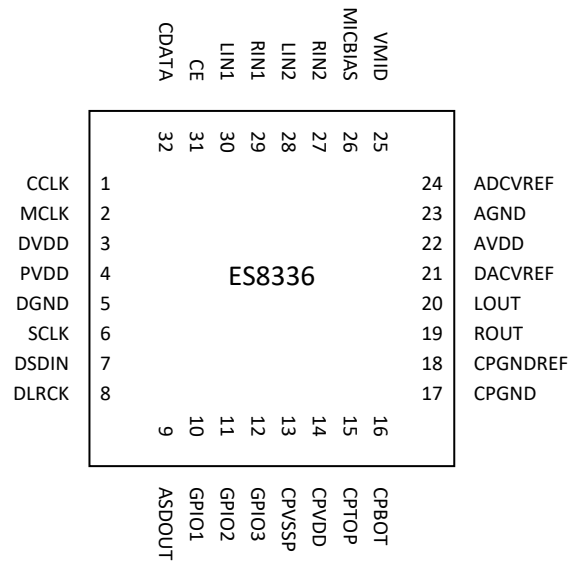 CDATA CE LIN1 RIN1 LIN2 RIN2 MICBIAS VMID
32 31 30 29 28 27 26 25
CCLK 1 24 ADCVREF
MCLK 2 23 AGND
DVDD 3 22 AVDD
PVDD 4 ES8336 21 DACVREF
DGND 5 20 LOUT
SCLK 6 19 ROUT
DSDIN 7 18 CPGNDREF
DLRCK 8 17 CPGND
9 10 11 12 13 14 15 16
ASDOUT GPIO1 GPIO2 GPIO3 CPVSSP CPVDD CPTOP CPBOT